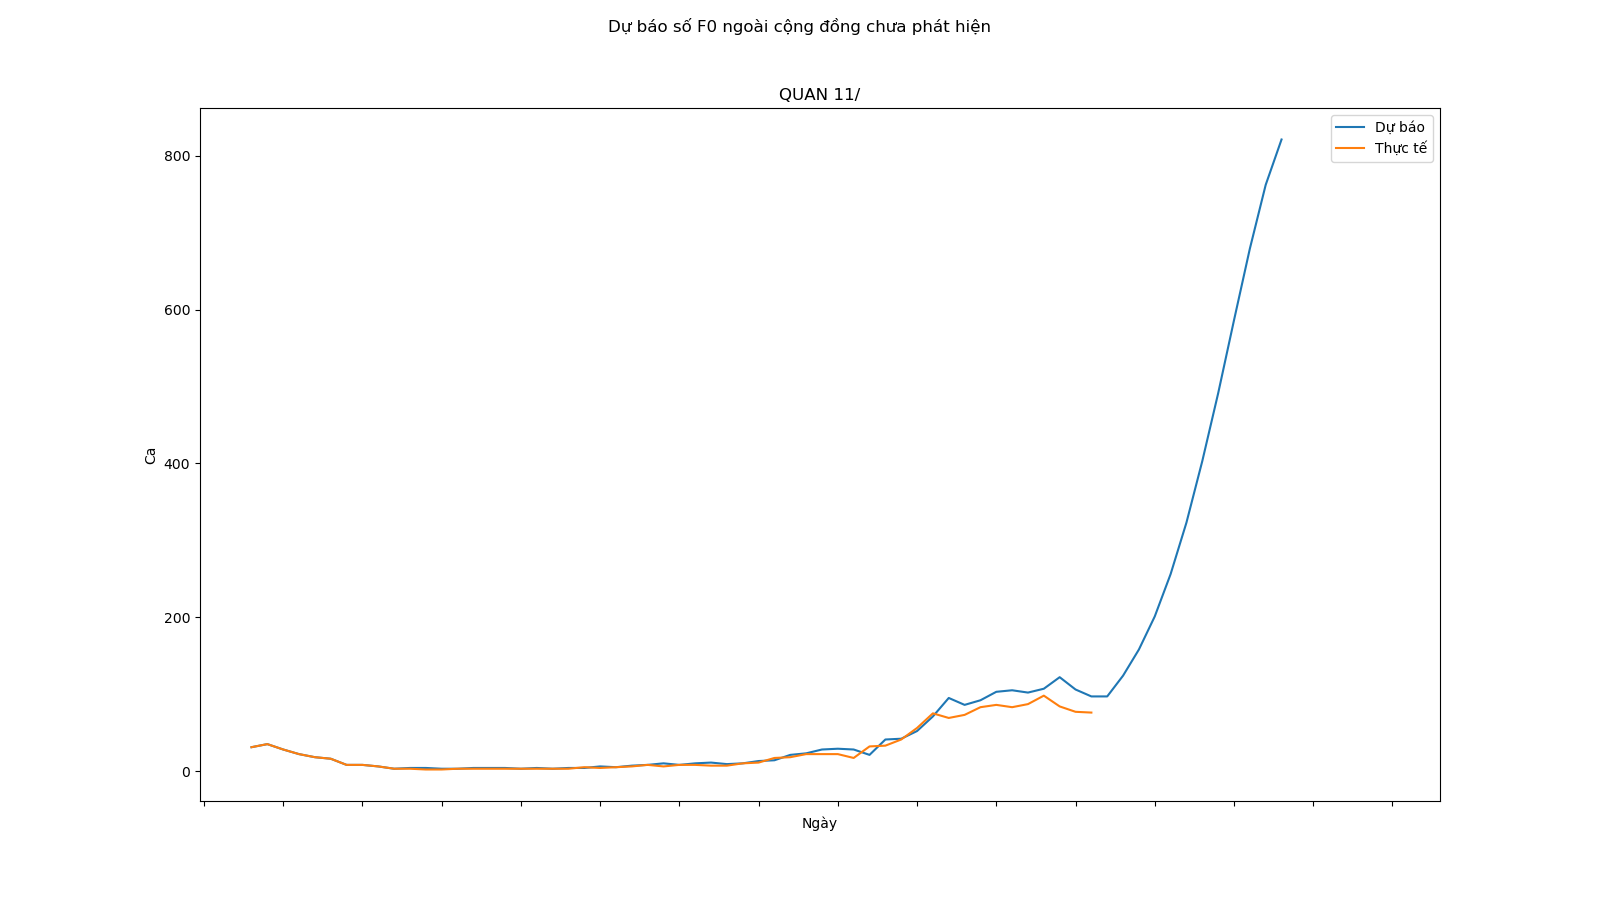 Dự báo số F0 ngoài cộng đồng chưa phát hiện
QUAN 11/
Dự báo
Thực tế
800
600
400
200
0
Ca
Ngày